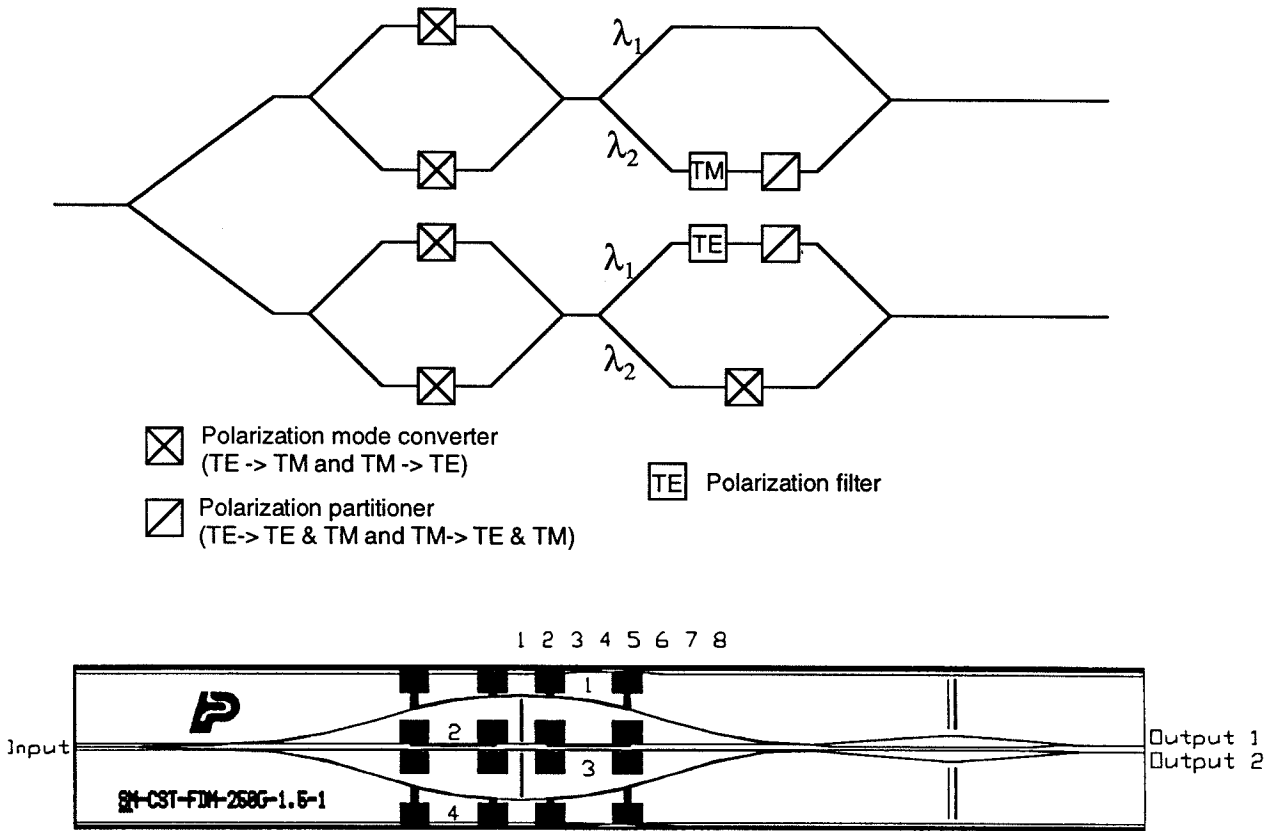 λ1
λ2
TM
TE
λ1
λ2
Polarization mode converter
(TE -> TM and TM -> TE)
Polarization partitioner
(TE-> TE & TM and TM-> TE & TM)
TE Polarization filter
1 2 3 4 5 6 7 8
1
2
3
4
Input
Output 1
Output 2
SM-CST-FDM-250G-1.5-1